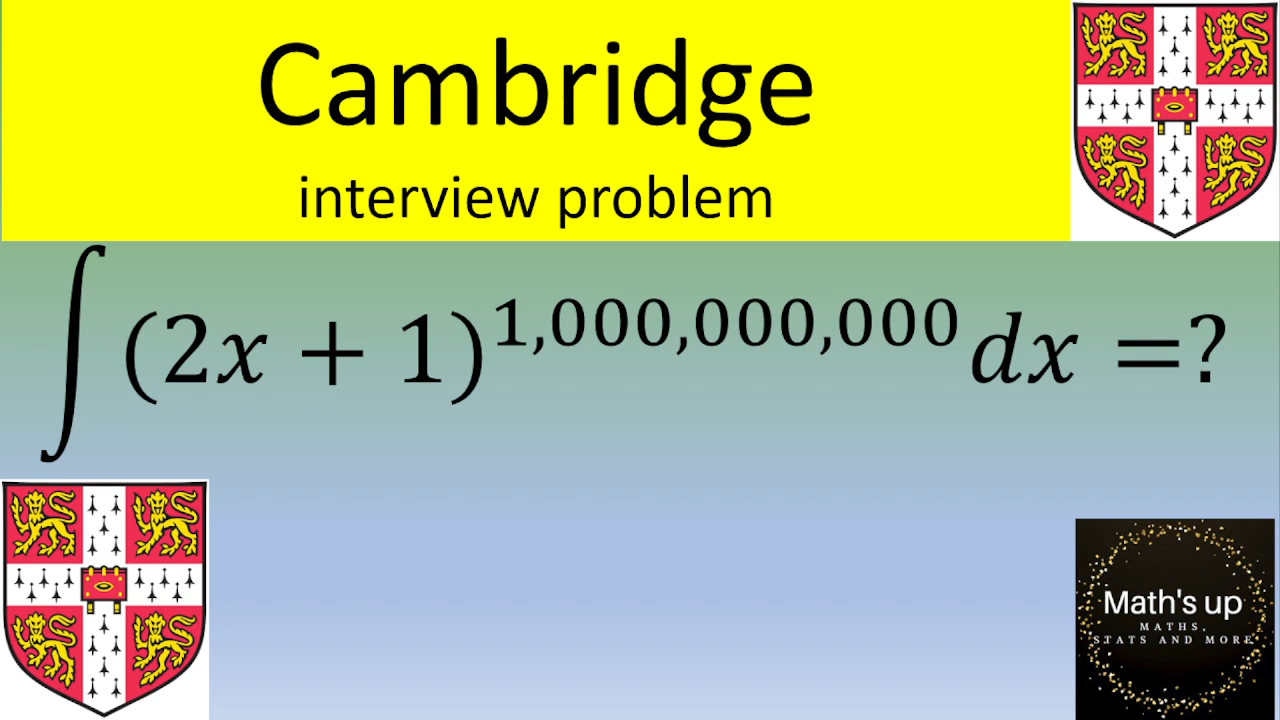 Cambridge
interview problem
∫(2x + 1)^1,000,000,000 dx =?
Math's up
MATHS,
STATS AND MORE